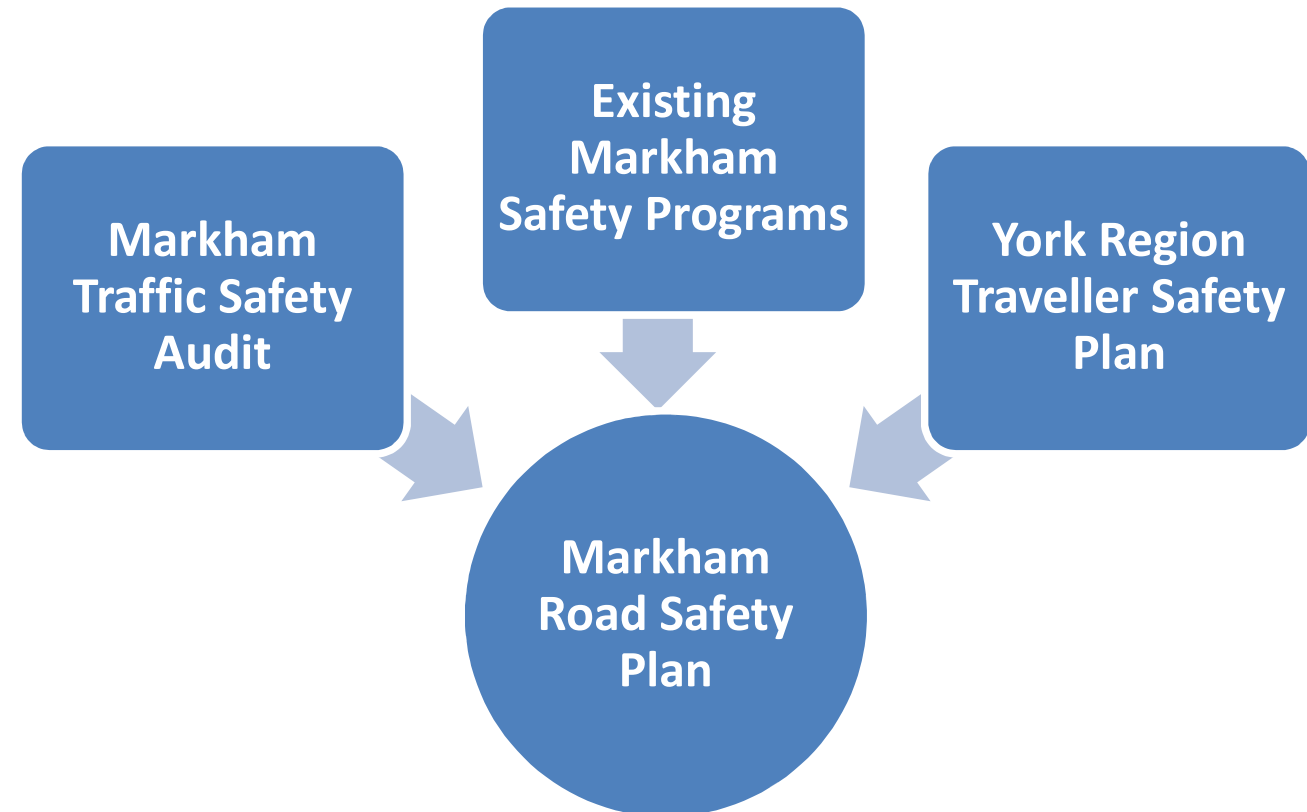 Existing
Markham
Safety Programs
Markham
Traffic Safety
Audit
York Region
Traveller Safety
Plan
Markham
Road Safety
Plan